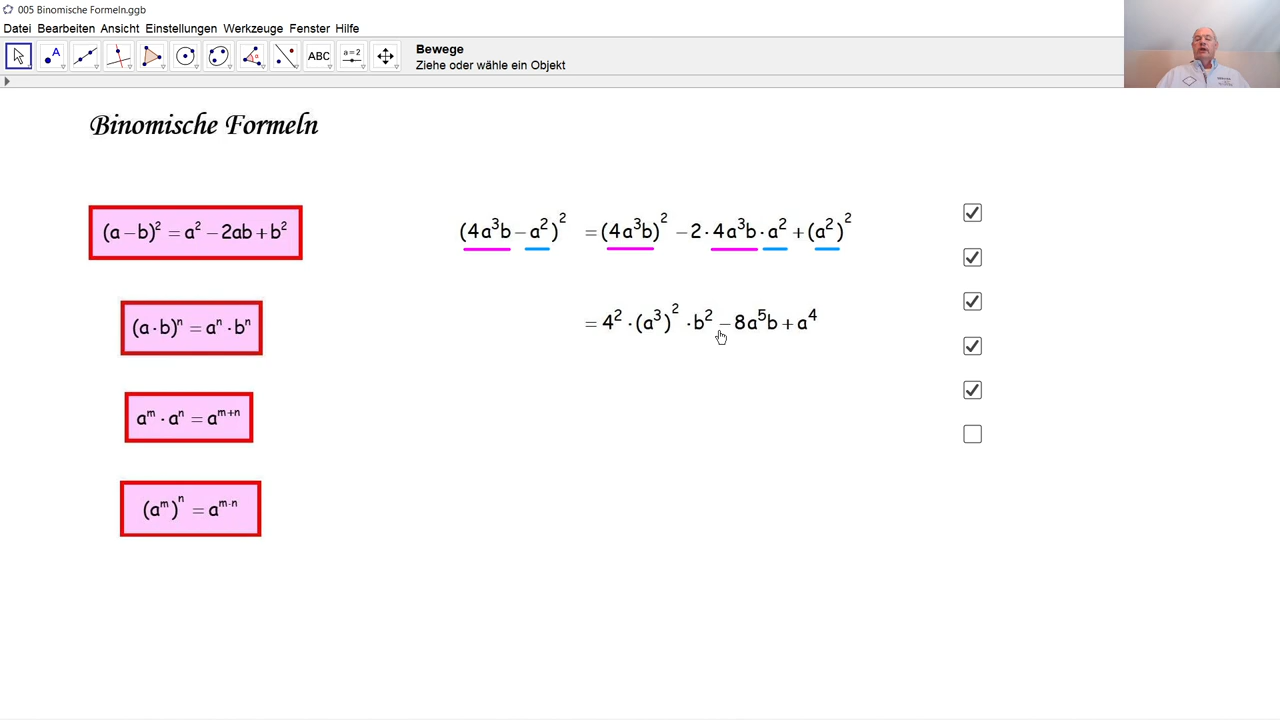 005 Binomische Formeln.ggb
Datei Bearbeiten Ansicht Einstellungen Werkzeuge Fenster Hilfe
A
ABC
a=2
Bewege
Ziehe oder wähle ein Objekt
Binomische Formeln
(a−b)² = a² − 2ab + b²
(a·b)ⁿ = aⁿ·bⁿ
aᵐ·aⁿ = aᵐ⁺ⁿ
(aᵐ)ⁿ = a^(m·n)
(4a³b − a²)² = (4a³b)² − 2·4a³b·a² + (a²)²
= 4²·(a³)²·b² − 8a⁵b + a⁴